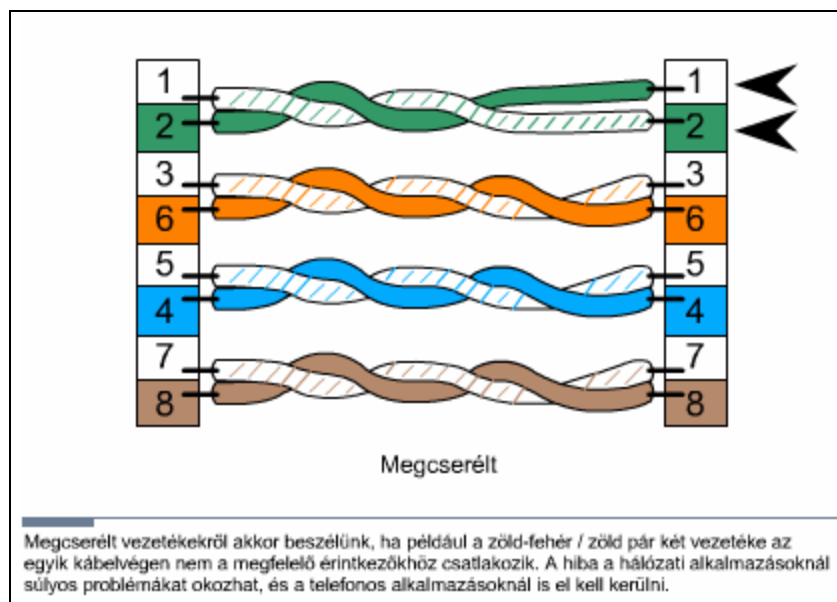 1 1
2 2
3 3
6 6
5 5
4 4
7 7
8 8
Megcserélt
Megcserélt vezetékekről akkor beszélünk, ha például a zöld-fehér / zöld pár két vezetéke az
egyik kábelvégen nem a megfelelő érintkezőkhöz csatlakozik. A hiba a hálózati alkalmazásoknál
súlyos problémákat okozhat, és a telefonos alkalmazásoknál is el kell kerülni.